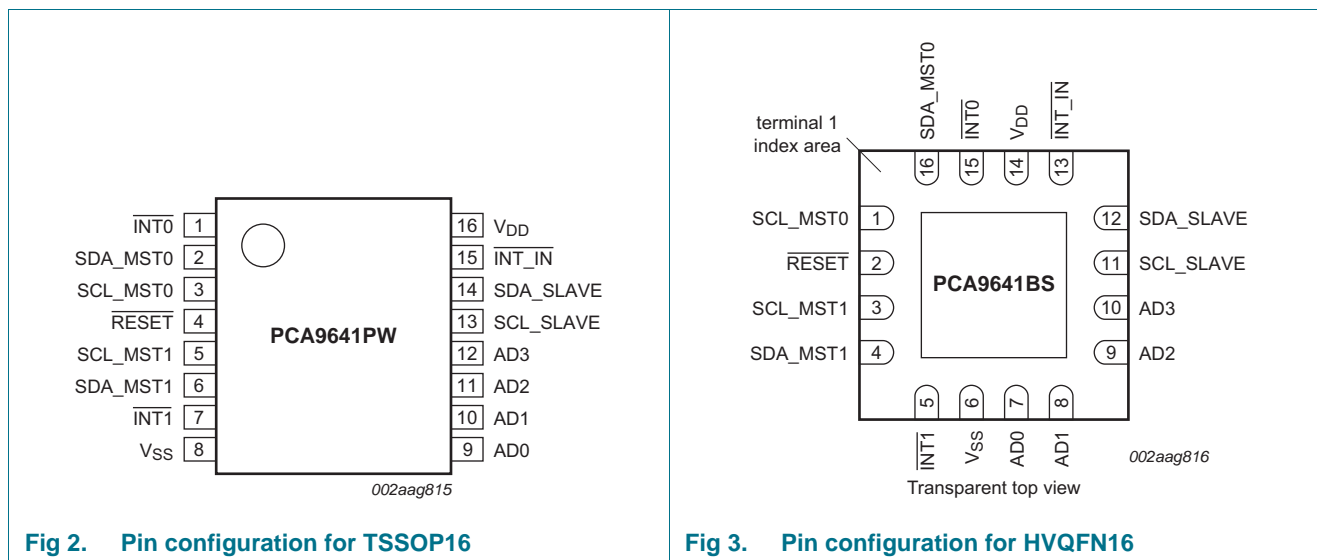 INT0 1
SDA_MST0 2
SCL_MST0 3
RESET 4
SCL_MST1 5
SDA_MST1 6
INT1 7
VSS 8
PCA9641PW
16 VDD
15 INT_IN
14 SDA_SLAVE
13 SCL_SLAVE
12 AD3
11 AD2
10 AD1
9 AD0
002aag815
Fig 2. Pin configuration for TSSOP16
terminal 1
index area
SDA_MST0
INT0
VDD
INT_IN
16 15 14 13
SCL_MST0 1
RESET 2
SCL_MST1 3
SDA_MST1 4
PCA9641BS
12 SDA_SLAVE
11 SCL_SLAVE
10 AD3
9 AD2
5 6 7 8
INT1
VSS
AD0
AD1
002aag816
Transparent top view
Fig 3. Pin configuration for HVQFN16